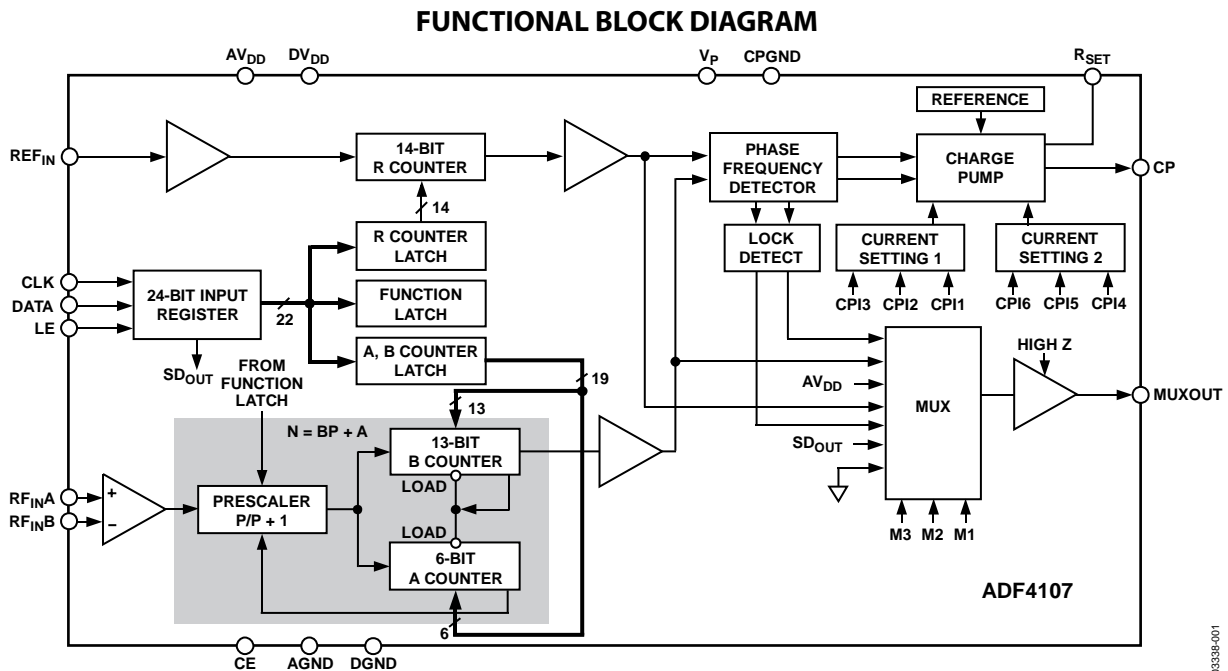 FUNCTIONAL BLOCK DIAGRAM
AVDD
DVDD
VP
CPGND
RSET
REFERENCE
REFIN
14-BIT
R COUNTER
PHASE
FREQUENCY
DETECTOR
CHARGE
PUMP
CP
14
R COUNTER
LATCH
LOCK
DETECT
CURRENT
SETTING 1
CURRENT
SETTING 2
CLK
DATA
LE
24-BIT INPUT
REGISTER
22
FUNCTION
LATCH
CPI3
CPI2
CPI1
CPI6
CPI5
CPI4
A, B COUNTER
LATCH
SDOUT
FROM
FUNCTION
LATCH
19
13
HIGH Z
AVDD
MUX
MUXOUT
SDOUT
N = BP + A
13-BIT
B COUNTER
LOAD
RFINA
RFINB
+
–
PRESCALER
P/P + 1
LOAD
6-BIT
A COUNTER
M3
M2
M1
6
ADF4107
CE
AGND
DGND
03338-001